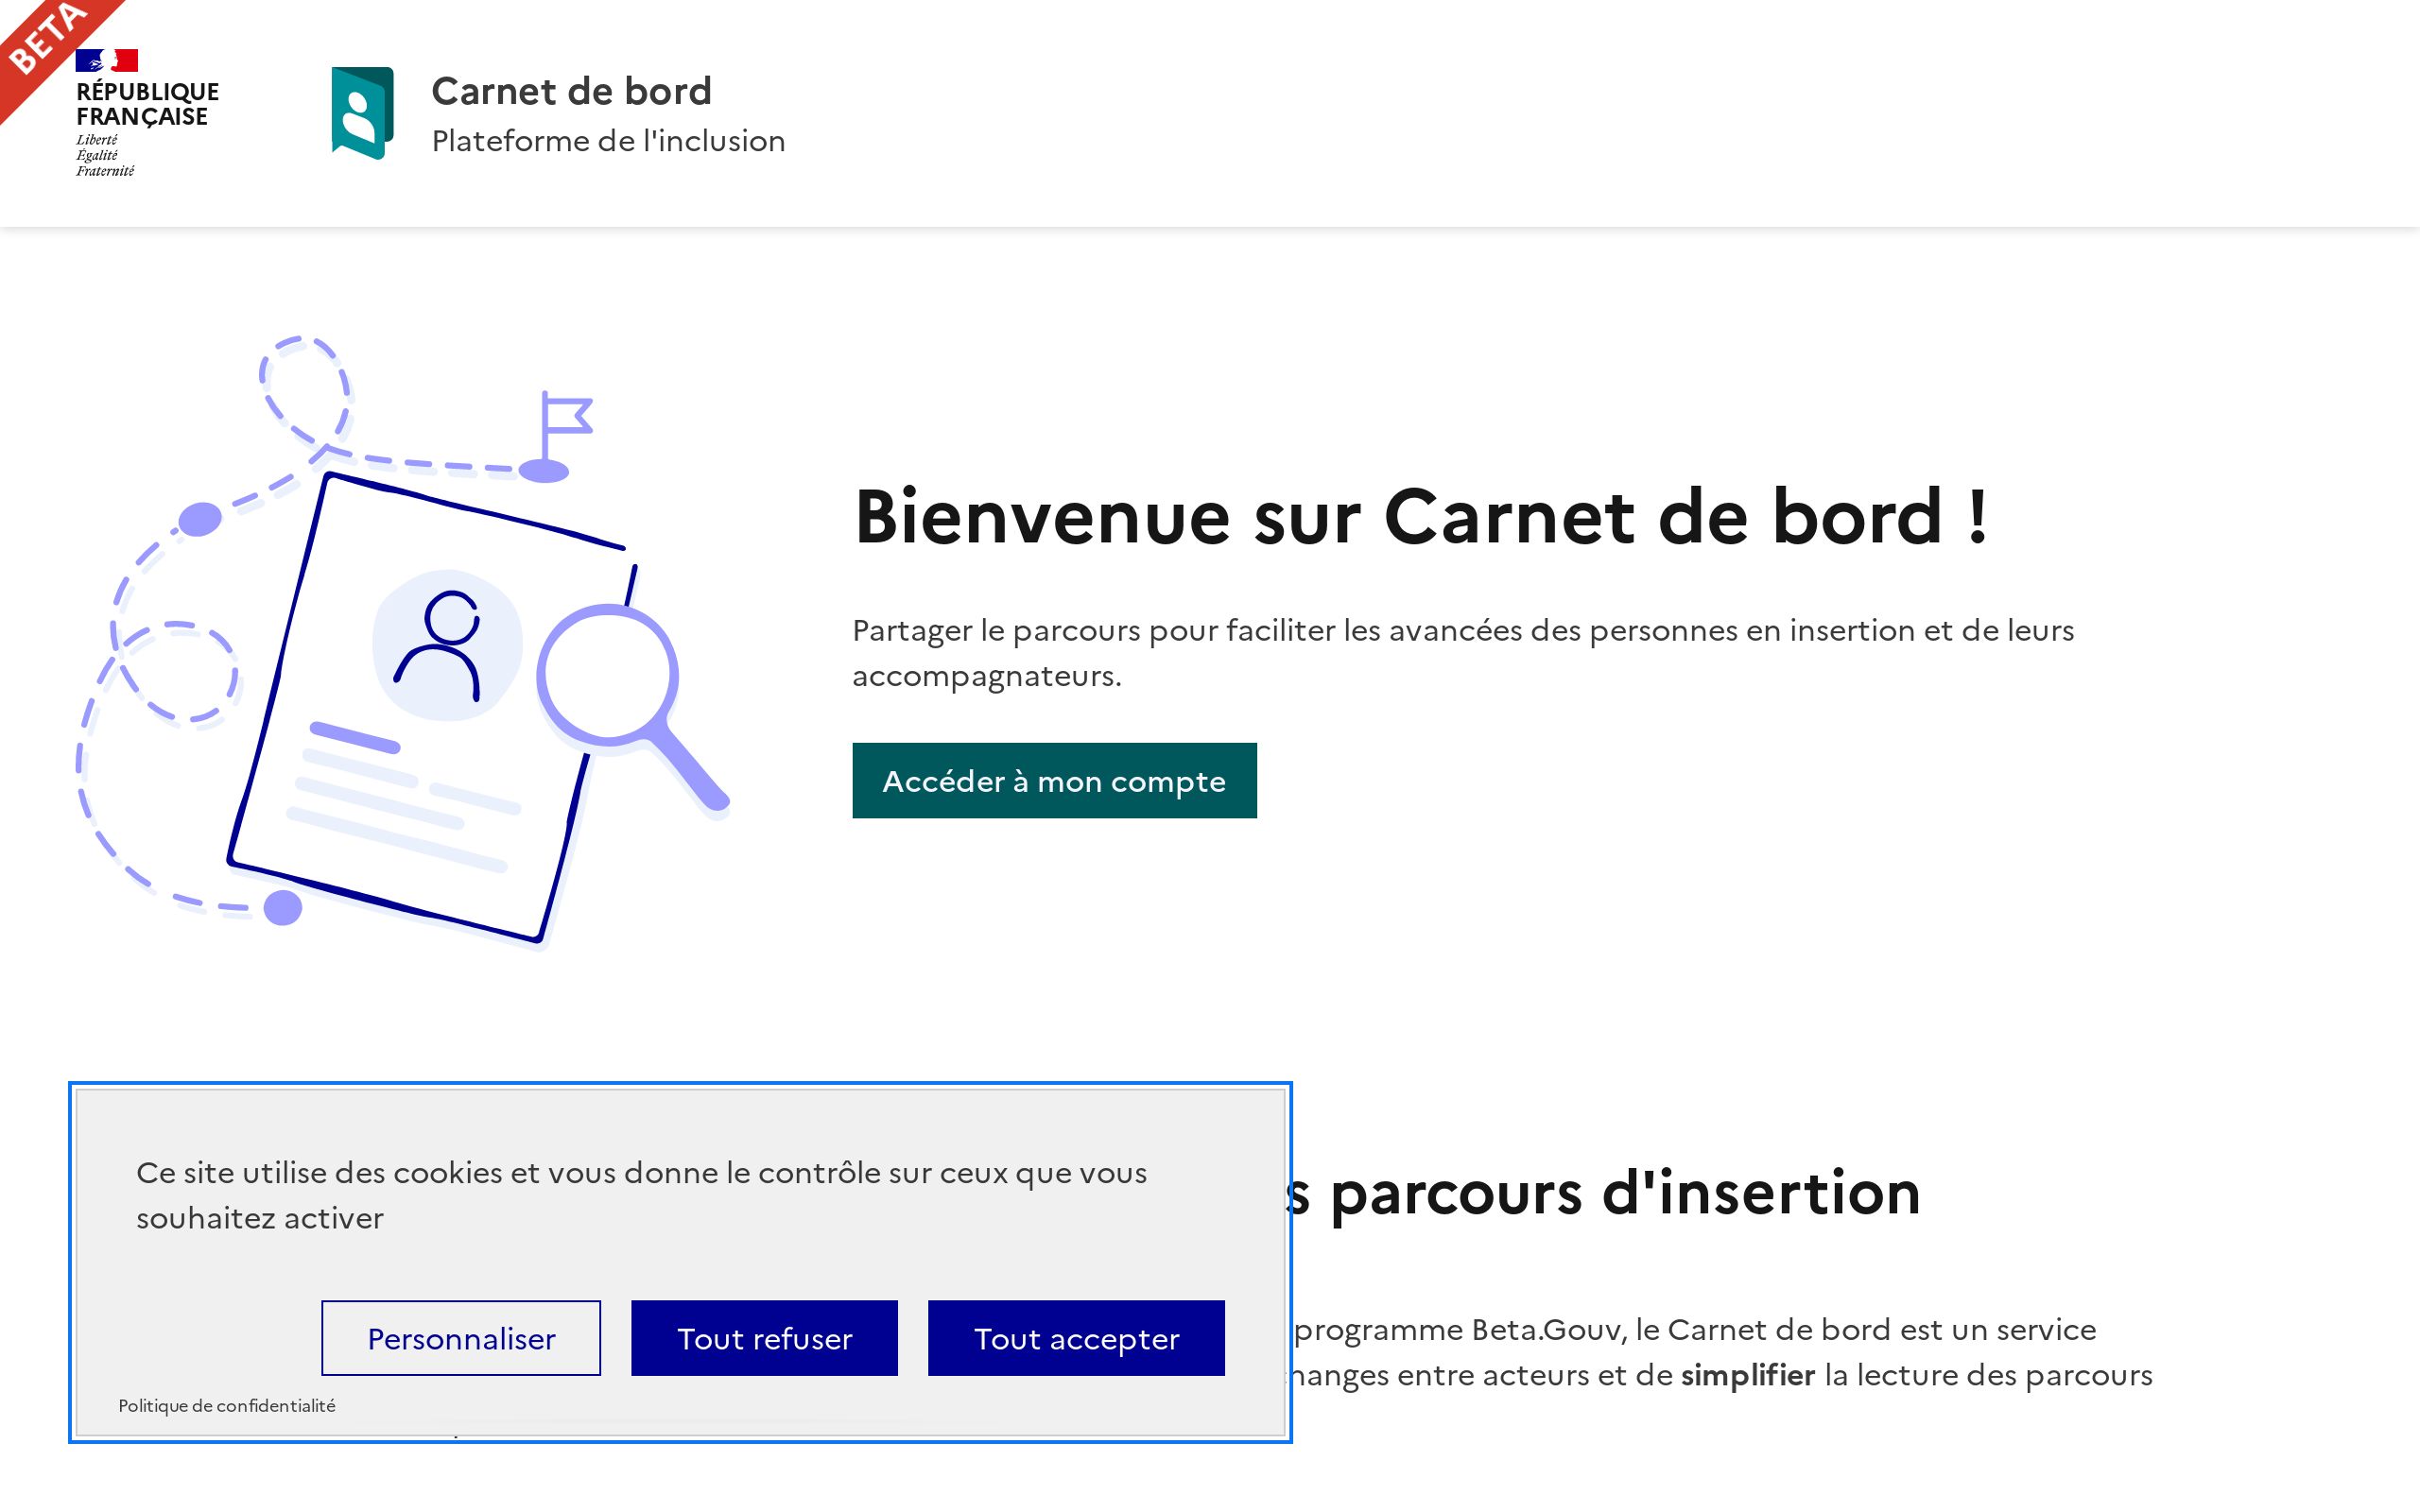 BETA
RÉPUBLIQUE
FRANÇAISE
Liberté
Égalité
Fraternité
Carnet de bord
Plateforme de l'inclusion
Bienvenue sur Carnet de bord !
Partager le parcours pour faciliter les avancées des personnes en insertion et de leurs
accompagnateurs.
Accéder à mon compte
parcours d'insertion
programme Beta.Gouv, le Carnet de bord est un service
entre acteurs et de simplifier la lecture des parcours
Ce site utilise des cookies et vous donne le contrôle sur ceux que vous
souhaitez activer
Personnaliser
Tout refuser
Tout accepter
Politique de confidentialité